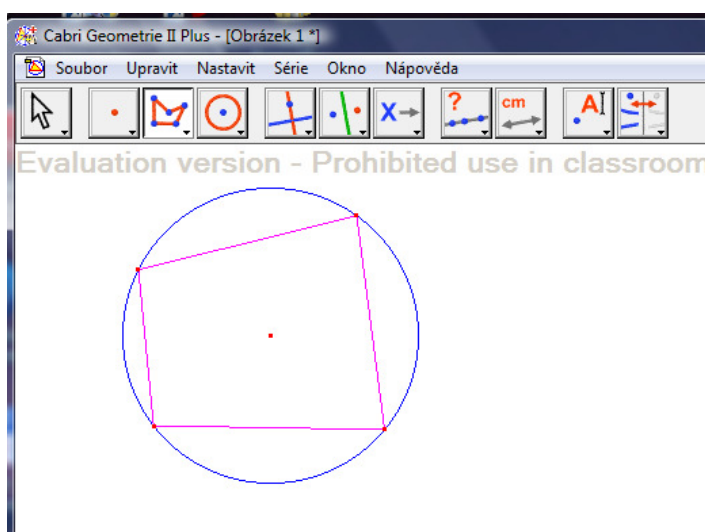 Cabri Geometrie II Plus - [Obrázek 1 *]
Soubor Upravit Nastavit Série Okno Nápověda
X ? cm A
Evaluation version - Prohibited use in classroom